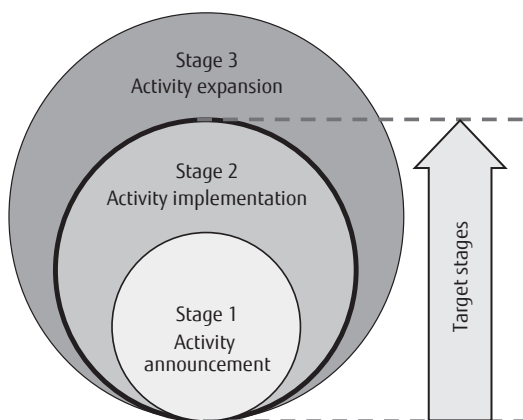 Stage 3
Activity expansion
Stage 2
Activity implementation
Stage 1
Activity
announcement
Target stages